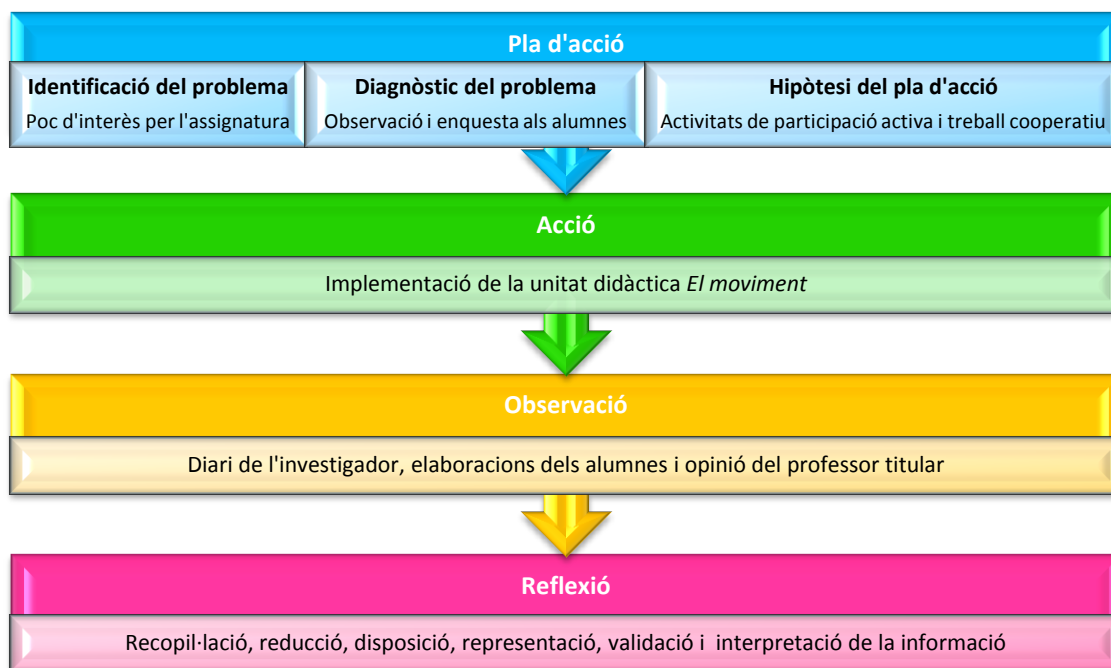 Pla d'acció
Identificació del problema
Poc d'interès per l'assignatura
Diagnòstic del problema
Observació i enquesta als alumnes
Hipòtesi del pla d'acció
Activitats de participació activa i treball cooperatiu
Acció
Implementació de la unitat didàctica El moviment
Observació
Diari de l'investigador, elaboracions dels alumnes i opinió del professor titular
Reflexió
Recopil·lació, reducció, disposició, representació, validació i interpretació de la informació